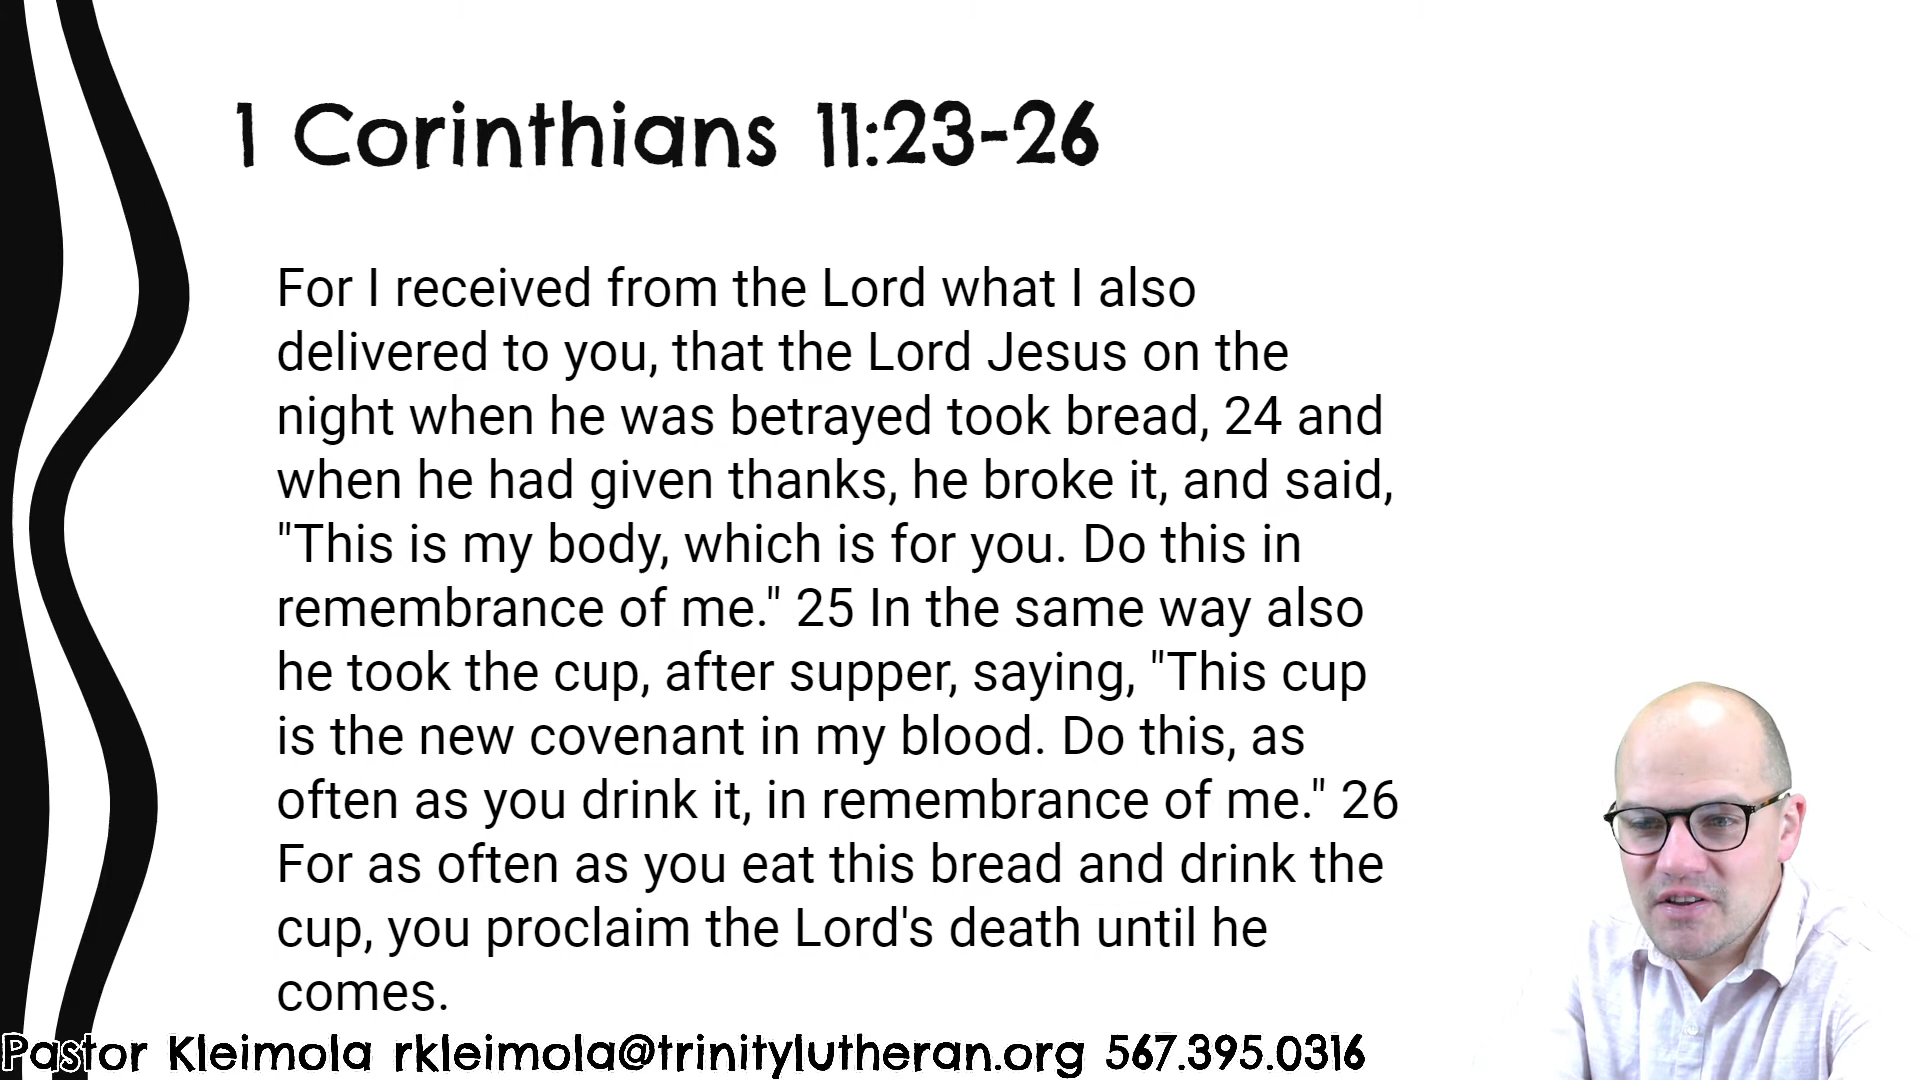 1 Corinthians 11:23-26
For I received from the Lord what I also
delivered to you, that the Lord Jesus on the
night when he was betrayed took bread, 24 and
when he had given thanks, he broke it, and said,
"This is my body, which is for you. Do this in
remembrance of me." 25 In the same way also
he took the cup, after supper, saying, "This cup
is the new covenant in my blood. Do this, as
often as you drink it, in remembrance of me." 26
For as often as you eat this bread and drink the
cup, you proclaim the Lord's death until he
comes.
Pastor Kleimola rkleimola@trinitylutheran.org 567.395.0316